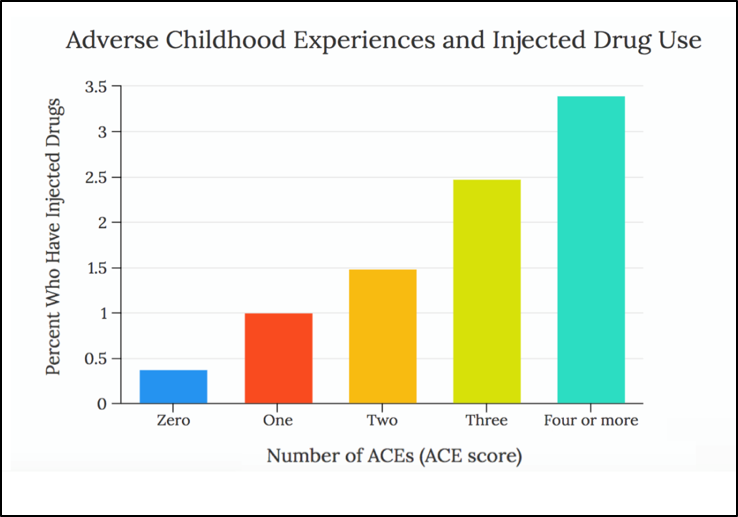 Adverse Childhood Experiences and Injected Drug Use
Percent Who Have Injected Drugs
3.5
3
2.5
2
1.5
1
0.5
0
Zero One Two Three Four or more
Number of ACEs (ACE score)